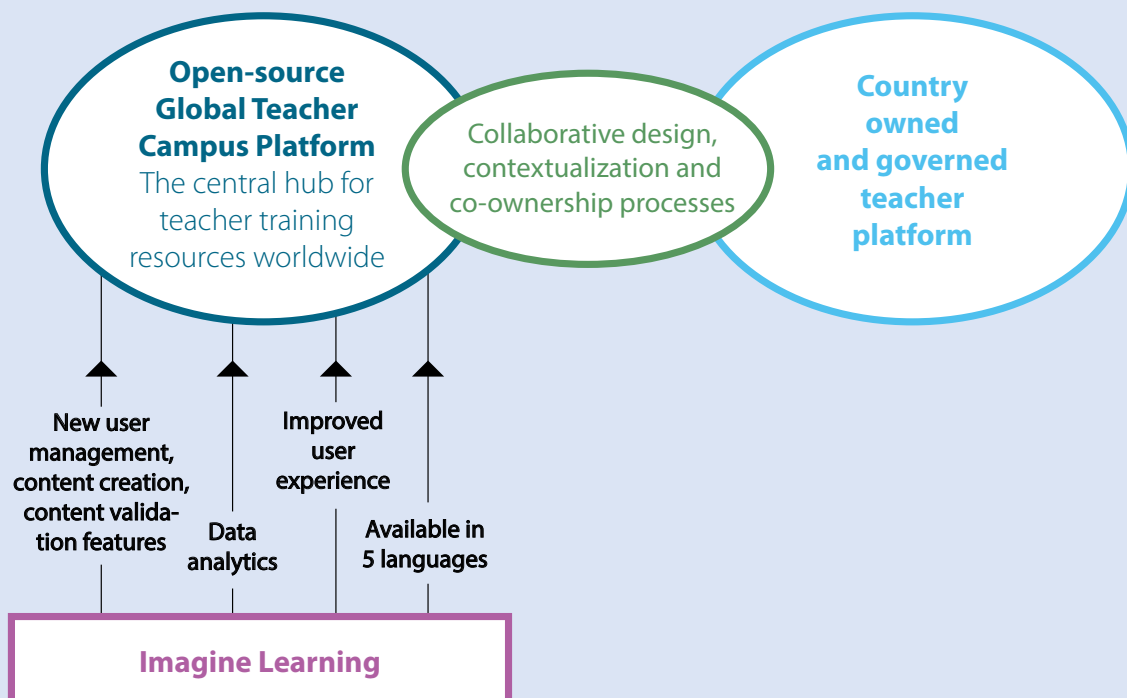 Open-source
Global Teacher
Campus Platform
The central hub for
teacher training
resources worldwide
Collaborative design,
contextualization and
co-ownership processes
Country
owned
and governed
teacher
platform
New user
management,
content creation,
content valida-
tion features
Data
analytics
Improved
user
experience
Available in
5 languages
Imagine Learning